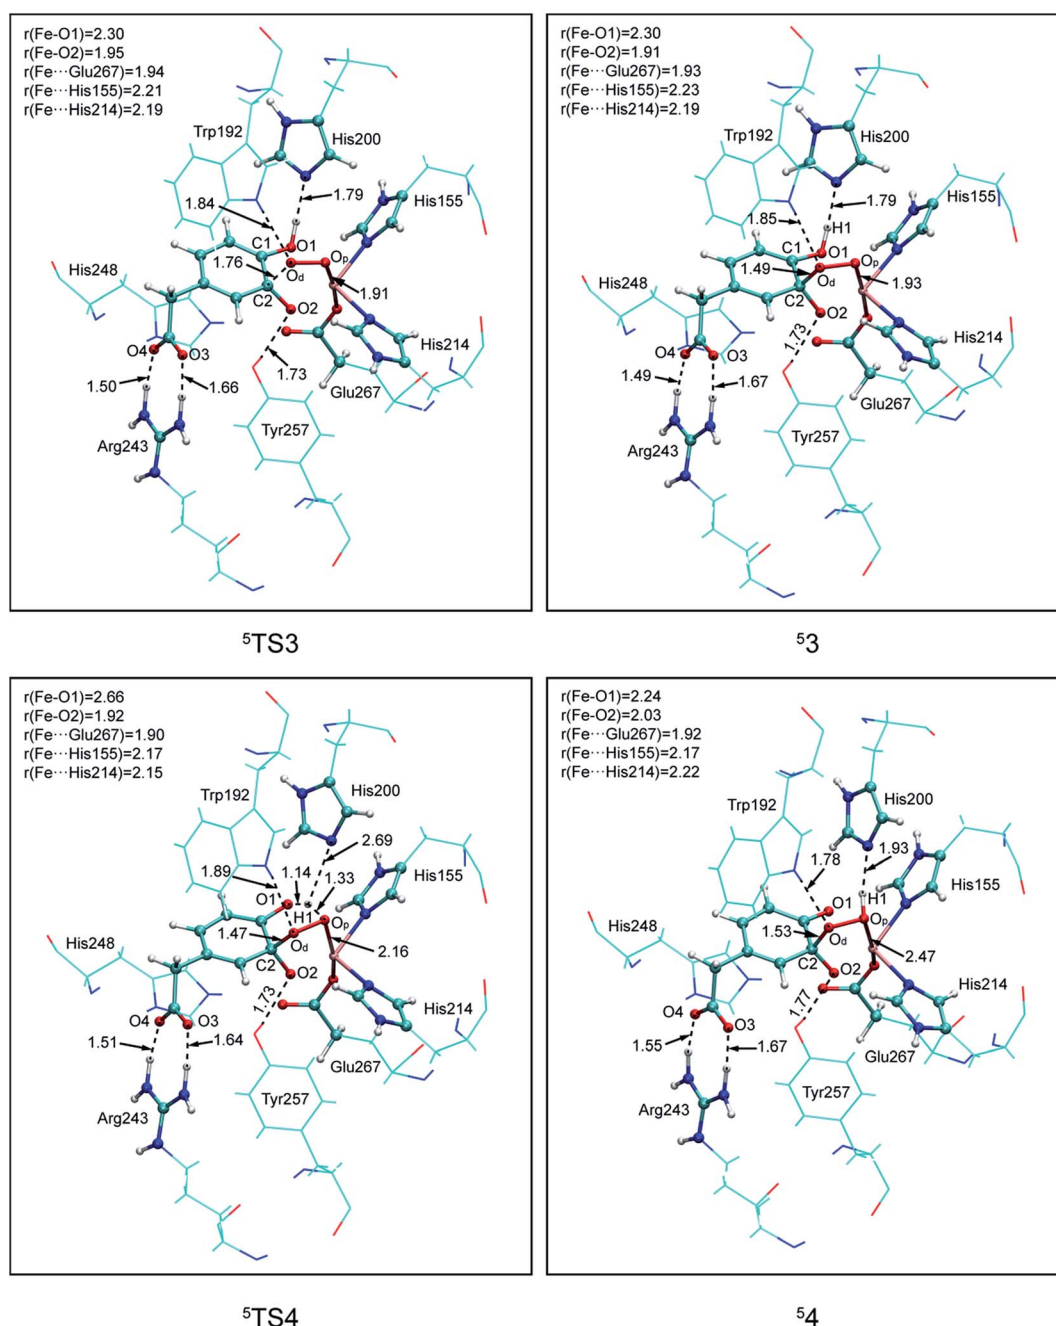 r(Fe-O1)=2.30
r(Fe-O2)=1.95
r(Fe···Glu267)=1.94
r(Fe···His155)=2.21
r(Fe···His214)=2.19
Trp192
His200
1.79
1.84
His155
C1
O1
1.76
Od
Op
His248
C2
O2
1.91
O4
O3
His214
1.50
1.66
1.73
Glu267
Arg243
Tyr257
⁵TS3
r(Fe-O1)=2.30
r(Fe-O2)=1.91
r(Fe···Glu267)=1.93
r(Fe···His155)=2.23
r(Fe···His214)=2.19
Trp192
His200
His155
1.79
1.85
H1
C1
O1
Op
1.49
Od
His248
C2
1.93
O2
1.73
O4
O3
His214
1.49
1.67
Glu267
Arg243
Tyr257
⁵3
r(Fe-O1)=2.66
r(Fe-O2)=1.92
r(Fe···Glu267)=1.90
r(Fe···His155)=2.17
r(Fe···His214)=2.15
Trp192
His200
2.69
1.89
1.14
1.33
His155
O1
H1
Op
1.47
Od
His248
C2
O2
2.16
1.73
O4
O3
His214
1.51
1.64
Glu267
Arg243
Tyr257
⁵TS4
r(Fe-O1)=2.24
r(Fe-O2)=2.03
r(Fe···Glu267)=1.92
r(Fe···His155)=2.17
r(Fe···His214)=2.22
Trp192
His200
1.93
1.78
His155
H1
O1
Op
1.53
Od
His248
C2
O2
2.47
His214
1.77
O4
O3
1.55
1.67
Glu267
Arg243
Tyr257
⁵4